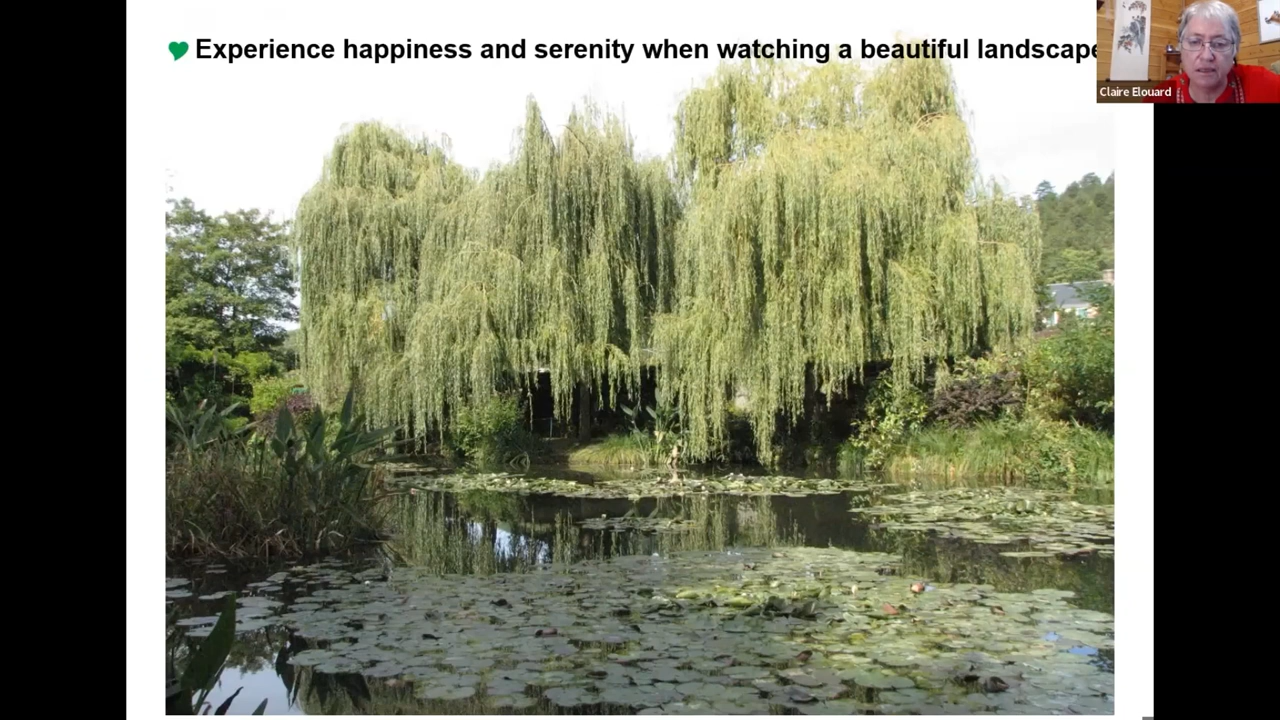 Experience happiness and serenity when watching a beautiful landscape
Claire Elouard